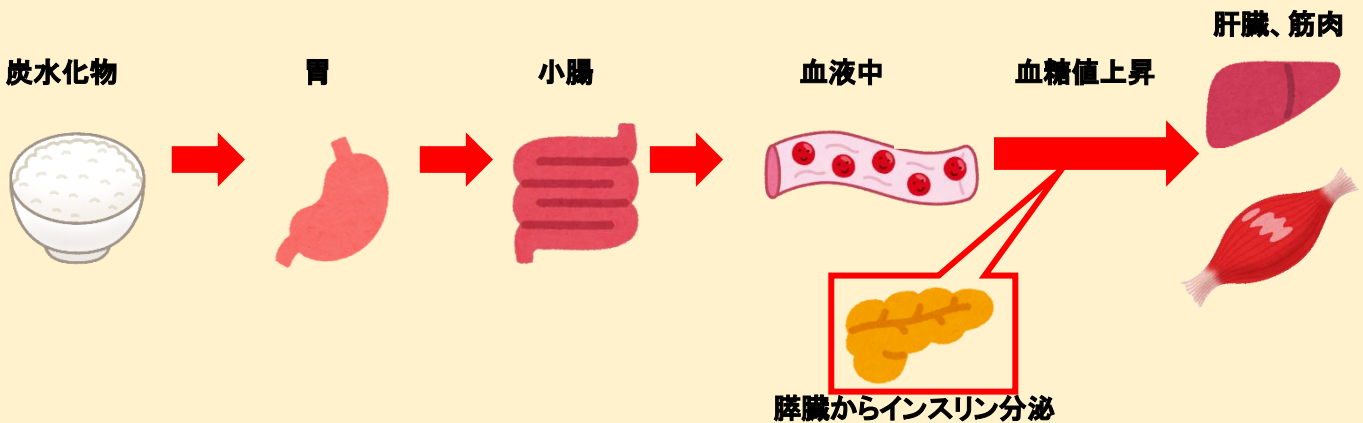 炭水化物
胃
小腸
血液中
血糖値上昇
肝臓、筋肉
膵臓からインスリン分泌